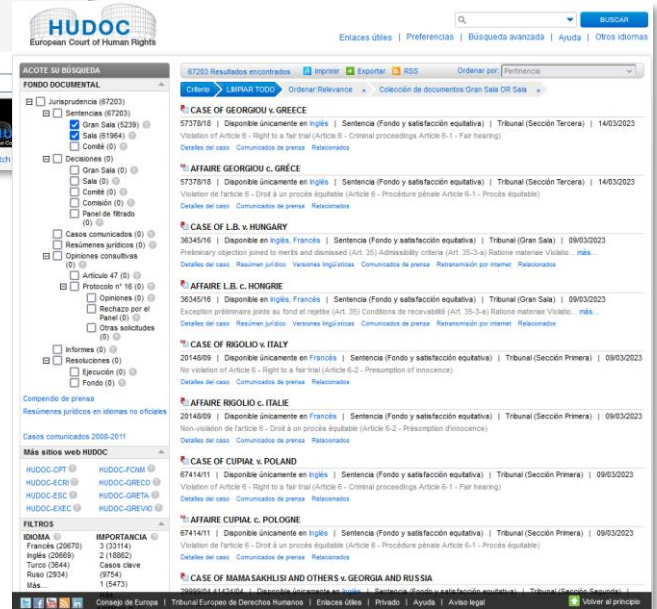 HUDOC
European Court of Human Rights
BUSCAR
Enlaces útiles | Preferencias | Búsqueda avanzada | Ayuda | Otros idiomas
ACOTE SU BÚSQUEDA
FONDO DOCUMENTAL
Jurisprudencia (67203)
Sentencias (67203)
Gran Sala (5239)
Sala (61964)
Comité (0)
Decisiones (0)
Gran Sala (0)
Sala (0)
Comité (0)
Comisión (0)
Panel de filtrado
(0)
Casos comunicados (0)
Resúmenes jurídicos (0)
Opiniones consultivas
(0)
Artículo 47 (0)
Protocolo n° 16 (0)
Opiniones (0)
Rechazo por el
Panel (0)
Otras solicitudes
(0)
Informes (0)
Resoluciones (0)
Ejecución (0)
Fondo (0)
Compendio de prensa
Resúmenes jurídicos en idiomas no oficiales
Casos comunicados 2008-2011
Más sitios web HUDOC
HUDOC-CPT HUDOC-FCNM
HUDOC-ECRI HUDOC-GRECO
HUDOC-ESC HUDOC-GRETA
HUDOC-EXEC HUDOC-GREVIO
FILTROS
IDIOMA IMPORTANCIA
Francés (20670) 3 (33114)
Inglés (20669) 2 (18862)
Turco (3644) Casos clave
Ruso (2934) (9754)
Más... 1 (5473)
67203 Resultados encontrados Imprimir Exportar RSS Ordenar por: Pertinencia
Criterio LIMPIAR TODO Ordenar:Relevance x Colección de documentos:Gran Sala OR Sala x
CASE OF GEORGIOU v. GREECE
57378/18 | Disponible únicamente en Inglés | Sentencia (Fondo y satisfacción equitativa) | Tribunal (Sección Tercera) | 14/03/2023
Violation of Article 6 - Right to a fair trial (Article 6 - Criminal proceedings Article 6-1 - Fair hearing)
Detalles del caso Comunicados de prensa Relacionados
AFFAIRE GEORGIOU c. GRÈCE
57378/18 | Disponible únicamente en Inglés | Sentencia (Fondo y satisfacción equitativa) | Tribunal (Sección Tercera) | 14/03/2023
Violation de l'article 6 - Droit à un procès équitable (Article 6 - Procédure pénale Article 6-1 - Procès équitable)
Detalles del caso Comunicados de prensa Relacionados
CASE OF L.B. v. HUNGARY
36345/16 | Disponible en Inglés, Francés | Sentencia (Fondo y satisfacción equitativa) | Tribunal (Gran Sala) | 09/03/2023
Preliminary objection joined to merits and dismissed (Art. 35) Admissibility criteria (Art. 35-3-a) Ratione materiae Violatio... más...
Detalles del caso Resúmen jurídico Versiones lingüísticas Comunicados de prensa Retransmisión por internet Relacionados
AFFAIRE L.B. c. HONGRIE
36345/16 | Disponible en Inglés, Francés | Sentencia (Fondo y satisfacción equitativa) | Tribunal (Gran Sala) | 09/03/2023
Exception préliminaire jointe au fond et rejetée (Art. 35) Conditions de recevabilité (Art. 35-3-a) Ratione materiae Violatio... más...
Detalles del caso Resúmen jurídico Versiones lingüísticas Comunicados de prensa Retransmisión por internet Relacionados
CASE OF RIGOLIO v. ITALY
20148/09 | Disponible únicamente en Francés | Sentencia (Fondo y satisfacción equitativa) | Tribunal (Sección Primera) | 09/03/2023
No violation of Article 6 - Right to a fair trial (Article 6-2 - Presumption of innocence)
Detalles del caso Comunicados de prensa Relacionados
AFFAIRE RIGOLIO c. ITALIE
20148/09 | Disponible únicamente en Francés | Sentencia (Fondo y satisfacción equitativa) | Tribunal (Sección Primera) | 09/03/2023
Non-violation de l'article 6 - Droit à un procès équitable (Article 6-2 - Présomption d'innocence)
Detalles del caso Comunicados de prensa Relacionados
CASE OF CUPIAŁ v. POLAND
67414/11 | Disponible únicamente en Inglés | Sentencia (Fondo y satisfacción equitativa) | Tribunal (Sección Primera) | 09/03/2023
Violation of Article 6 - Right to a fair trial (Article 6 - Criminal proceedings Article 6-1 - Fair hearing)
Detalles del caso Comunicados de prensa Relacionados
AFFAIRE CUPIAŁ c. POLOGNE
67414/11 | Disponible únicamente en Inglés | Sentencia (Fondo y satisfacción equitativa) | Tribunal (Sección Primera) | 09/03/2023
Violation de l'article 6 - Droit à un procès équitable (Article 6 - Procédure pénale Article 6-1 - Procès équitable)
Detalles del caso Comunicados de prensa Relacionados
CASE OF MAMASAKHLISI AND OTHERS v. GEORGIA AND RUSSIA
Consejo de Europa | Tribunal Europeo de Derechos Humanos | Enlaces útiles | Privado | Ayuda | Aviso legal Volver al principio